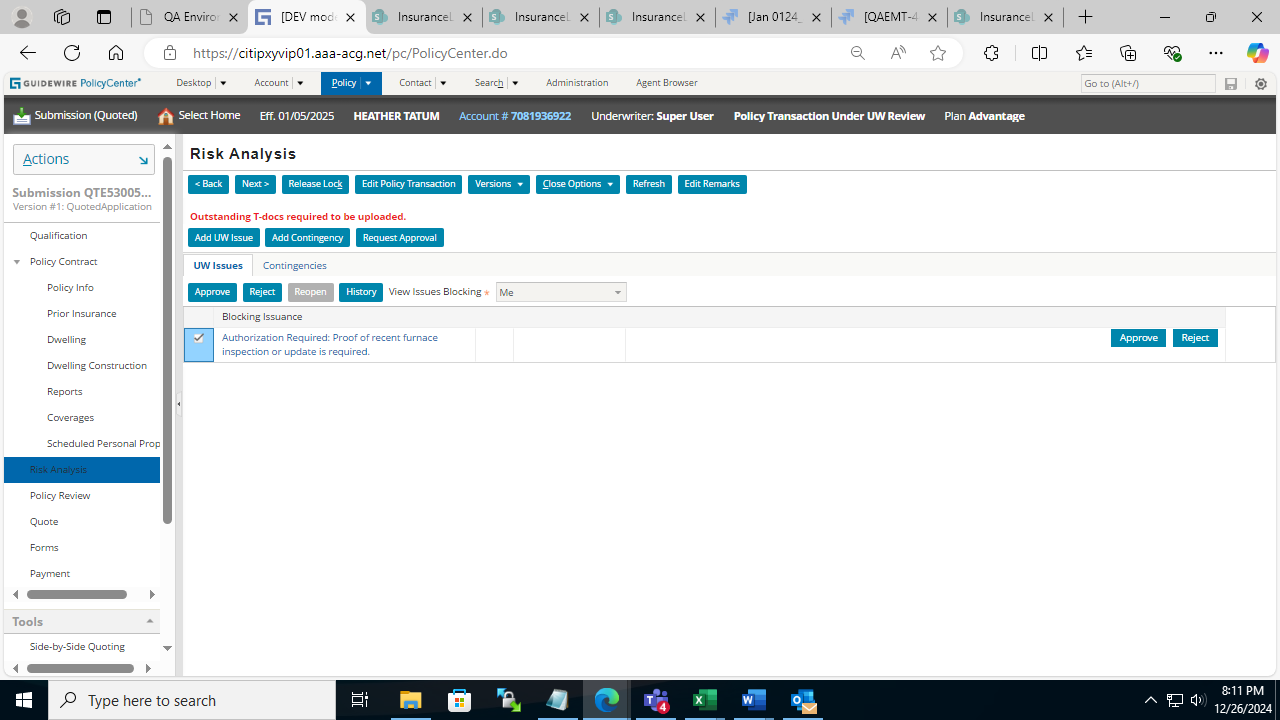 QA Environ
[DEV mode
InsuranceL
InsuranceL
InsuranceL
[Jan 0124_
[QAEMT-4
InsuranceL
https://citipxyvip01.aaa-acg.net/pc/PolicyCenter.do
GUIDEWIRE PolicyCenter
Desktop
Account
Policy
Contact
Search
Administration
Agent Browser
Go to (Alt+/)
Submission (Quoted)
Select Home
Eff. 01/05/2025
HEATHER TATUM
Account # 7081936922
Underwriter: Super User
Policy Transaction Under UW Review
Plan Advantage
Actions
Submission QTE53005...
Version #1: QuotedApplication
Qualification
Policy Contract
Policy Info
Prior Insurance
Dwelling
Dwelling Construction
Reports
Coverages
Scheduled Personal Prop
Risk Analysis
Policy Review
Quote
Forms
Payment
Tools
Side-by-Side Quoting
Risk Analysis
< Back
Next >
Release Lock
Edit Policy Transaction
Versions
Close Options
Refresh
Edit Remarks
Outstanding T-docs required to be uploaded.
Add UW Issue
Add Contingency
Request Approval
UW Issues
Contingencies
Approve
Reject
Reopen
History
View Issues Blocking *
Me
Blocking Issuance
Authorization Required: Proof of recent furnace
inspection or update is required.
Approve
Reject
Type here to search
4
8:11 PM
12/26/2024